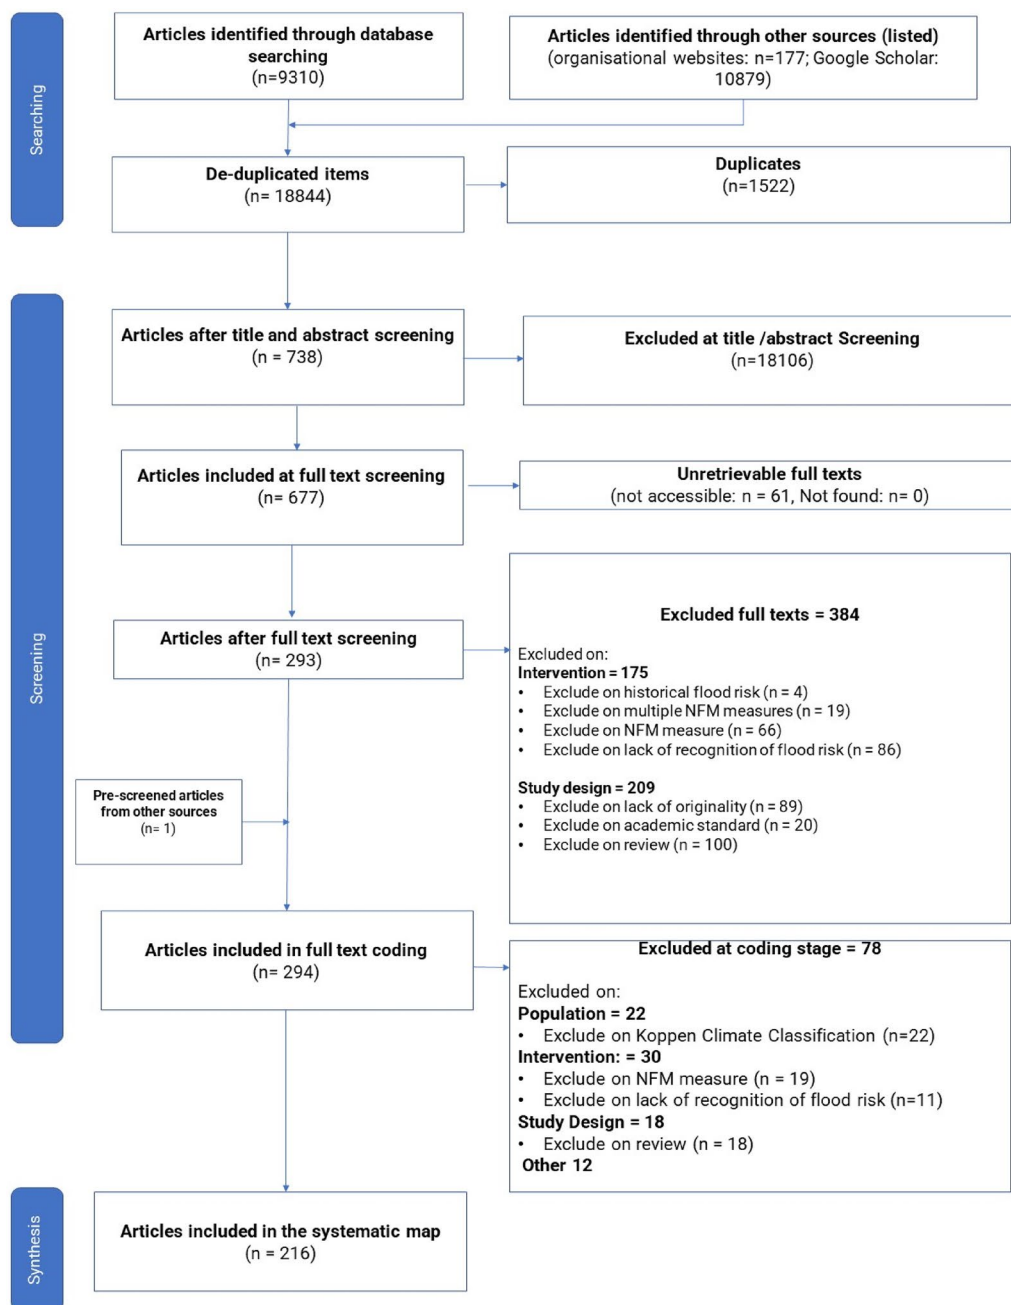 Searching
Articles identified through database
searching
(n=9310)
Articles identified through other sources (listed)
(organisational websites: n=177; Google Scholar:
10879)
De-duplicated items
(n= 18844)
Duplicates
(n=1522)
Screening
Articles after title and abstract screening
(n = 738)
Excluded at title /abstract Screening
(n=18106)
Articles included at full text screening
(n= 677)
Unretrievable full texts
(not accessible: n = 61, Not found: n= 0)
Articles after full text screening
(n= 293)
Excluded full texts = 384
Excluded on:
Intervention = 175
• Exclude on historical flood risk (n = 4)
• Exclude on multiple NFM measures (n = 19)
• Exclude on NFM measure (n = 66)
• Exclude on lack of recognition of flood risk (n = 86)
Study design = 209
• Exclude on lack of originality (n = 89)
• Exclude on academic standard (n = 20)
• Exclude on review (n = 100)
Pre-screened articles
from other sources
(n= 1)
Articles included in full text coding
(n= 294)
Excluded at coding stage = 78
Excluded on:
Population = 22
• Exclude on Koppen Climate Classification (n=22)
Intervention: = 30
• Exclude on NFM measure (n = 19)
• Exclude on lack of recognition of flood risk (n=11)
Study Design = 18
• Exclude on review (n = 18)
Other 12
Synthesis
Articles included in the systematic map
(n = 216)